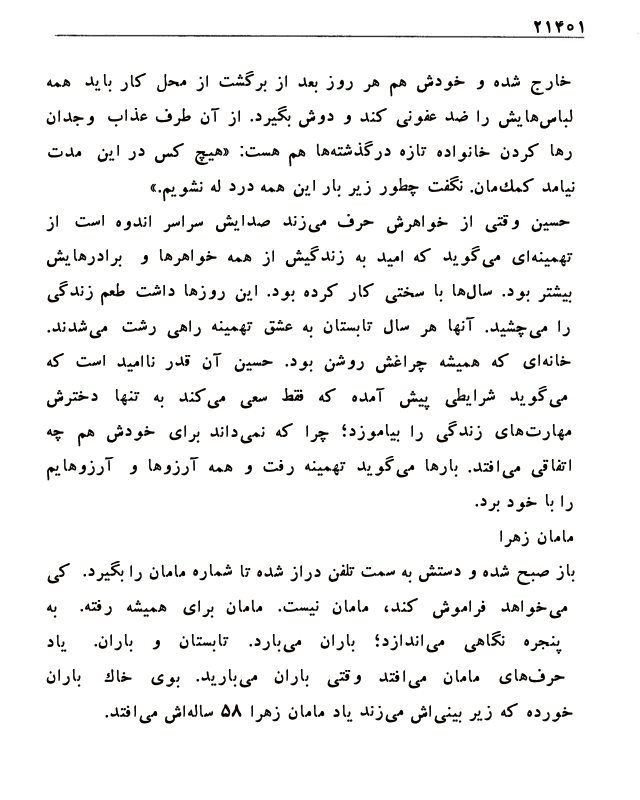 ۲۱۴۰۱
خارج شده و خودش هم هر روز بعد از برگشت از محل کار باید همه
لباس‌هایش را ضد عفونی کند و دوش بگیرد. از آن طرف عذاب وجدان
رها کردن خانواده تازه درگذشته‌ها هم هست: «هیچ کس در این مدت
نیامد کمك‌مان. نگفت چطور زیر بار این همه درد له نشویم.»
حسین وقتی از خواهرش حرف می‌زند صدایش سراسر اندوه است از
تهمینه‌ای می‌گوید که امید به زندگیش از همه خواهرها و برادرهایش
بیشتر بود. سال‌ها با سختی کار کرده بود. این روزها داشت طعم زندگی
را می‌چشید. آنها هر سال تابستان به عشق تهمینه راهی رشت می‌شدند.
خانه‌ای که همیشه چراغش روشن بود. حسین آن قدر ناامید است که
می‌گوید شرایطی پیش آمده که فقط سعی می‌کند به تنها دخترش
مهارت‌های زندگی را بیاموزد؛ چرا که نمی‌داند برای خودش هم چه
اتفاقی می‌افتد. بارها می‌گوید تهمینه رفت و همه آرزوها و آرزوهایم
را با خود برد.
مامان زهرا
باز صبح شده و دستش به سمت تلفن دراز شده تا شماره مامان را بگیرد. کی
می‌خواهد فراموش کند، مامان نیست. مامان برای همیشه رفته. به
پنجره نگاهی می‌اندازد؛ باران می‌بارد. تابستان و باران. یاد
حرف‌های مامان می‌افتد وقتی باران می‌بارید. بوی خاك باران
خورده که زیر بینی‌اش می‌زند یاد مامان زهرا ۵۸ ساله‌اش می‌افتد.